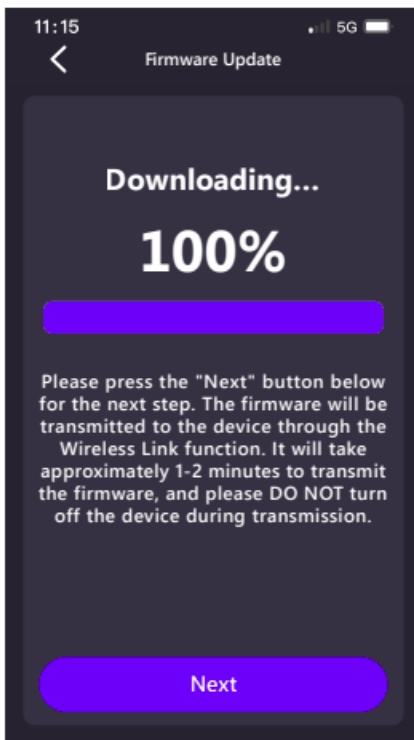 11:15
5G
Firmware Update
Downloading...
100%
Please press the "Next" button below
for the next step. The firmware will be
transmitted to the device through the
Wireless Link function. It will take
approximately 1-2 minutes to transmit
the firmware, and please DO NOT turn
off the device during transmission.
Next